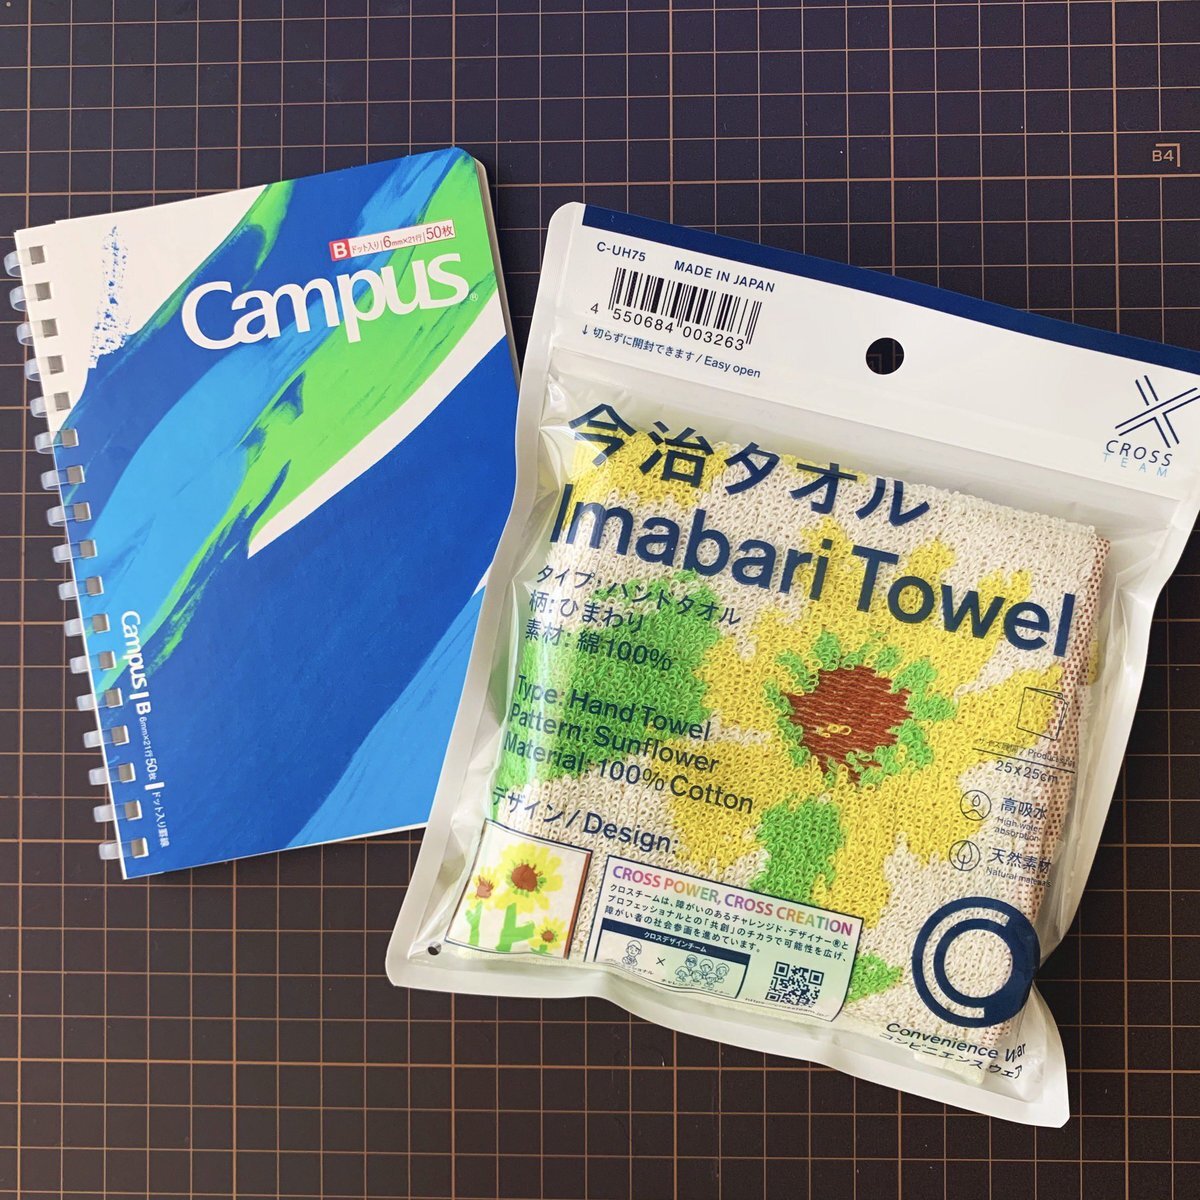 B ドット入り 6mm×21行 50枚
Campus
Campus B 6mm×21行 50枚 ドット入り罫線
B4
C-UH75 MADE IN JAPAN
4 550684 003263
↓切らずに開封できます / Easy open
CROSS
TEAM
今治タオル
Imabari Towel
タイプ: ハンドタオル
柄: ひまわり
素材: 綿100%
Type: Hand Towel
Pattern: Sunflower
Material: 100% Cotton
25×25cm
高吸水
High water
absorption
天然素材
Natural materials
デザイン / Design:
CROSS POWER, CROSS CREATION
クロスチームは、障がいのあるチャレンジド・デザイナー®と
プロフェッショナルとの「共創」のチカラで可能性を広げ、
障がい者の社会参画を進めています。
クロスデザインチーム
×
Convenience Wear
コンビニエンス ウェア